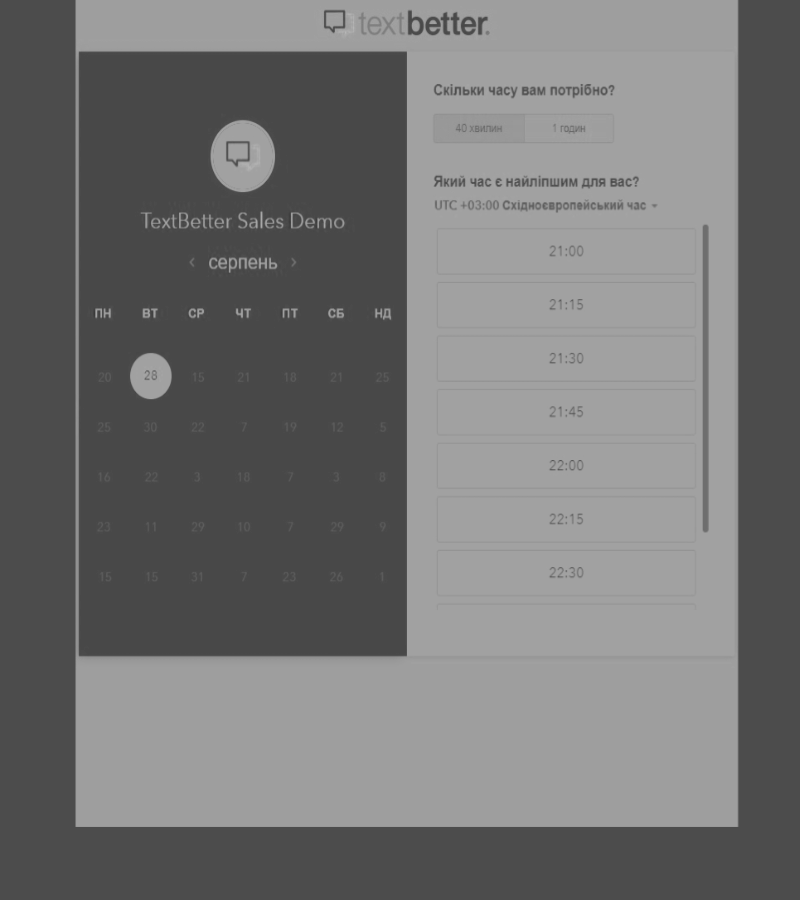 textbetter.
TextBetter Sales Demo
‹ серпень ›
ПН ВТ СР ЧТ ПТ СБ НД
20 28 15 21 18 21 25
25 30 22 7 19 12 5
16 22 3 18 7 3 8
23 11 29 10 7 29 9
15 15 31 7 23 26 1
Скільки часу вам потрібно?
40 хвилин 1 годин
Який час є найліпшим для вас?
UTC +03:00 Східноєвропейський час
21:00
21:15
21:30
21:45
22:00
22:15
22:30